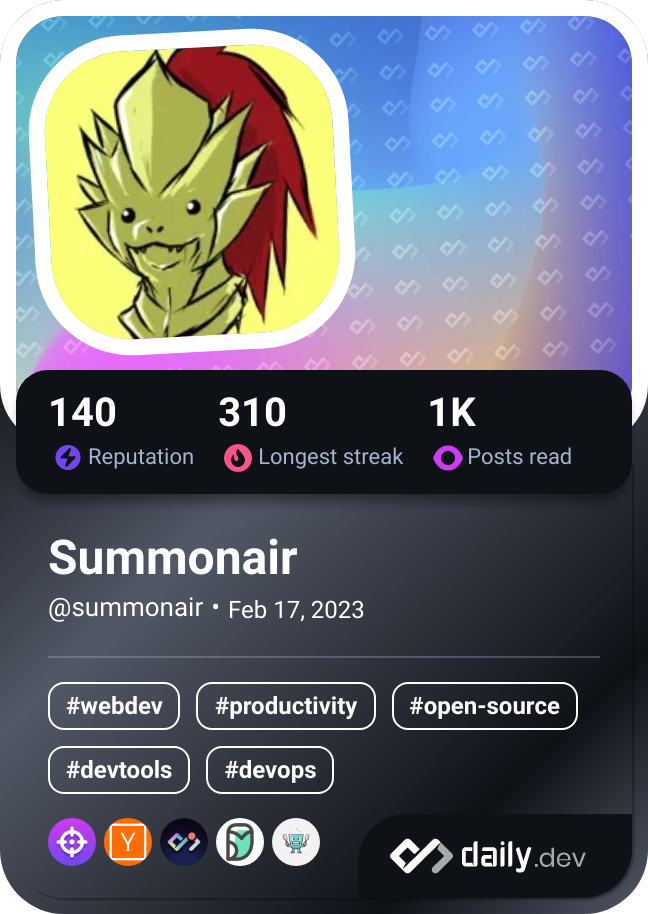 140 310 1K
Reputation Longest streak Posts read
Summonair
@summonair • Feb 17, 2023
#webdev #productivity #open-source
#devtools #devops
Y
daily.dev